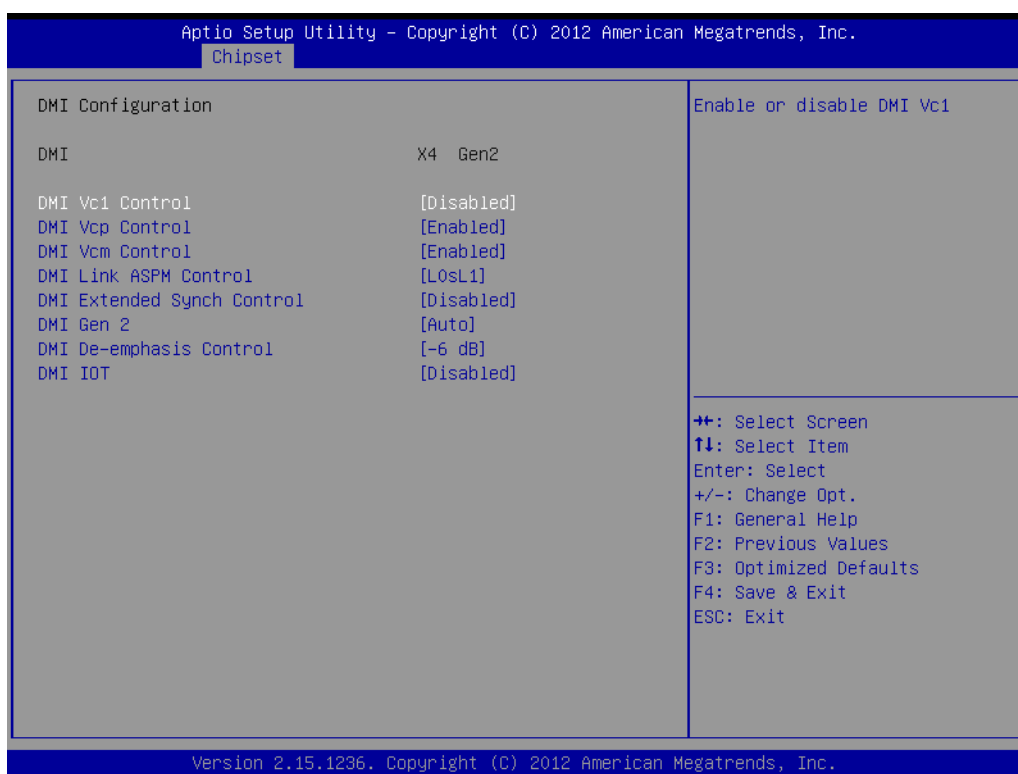 Aptio Setup Utility – Copyright (C) 2012 American Megatrends, Inc.
Chipset
DMI Configuration
DMI X4 Gen2
DMI Vc1 Control [Disabled]
DMI Vcp Control [Enabled]
DMI Vcm Control [Enabled]
DMI Link ASPM Control [L0sL1]
DMI Extended Synch Control [Disabled]
DMI Gen 2 [Auto]
DMI De-emphasis Control [-6 dB]
DMI IOT [Disabled]
Enable or disable DMI Vc1
→←: Select Screen
↑↓: Select Item
Enter: Select
+/-: Change Opt.
F1: General Help
F2: Previous Values
F3: Optimized Defaults
F4: Save & Exit
ESC: Exit
Version 2.15.1236. Copyright (C) 2012 American Megatrends, Inc.